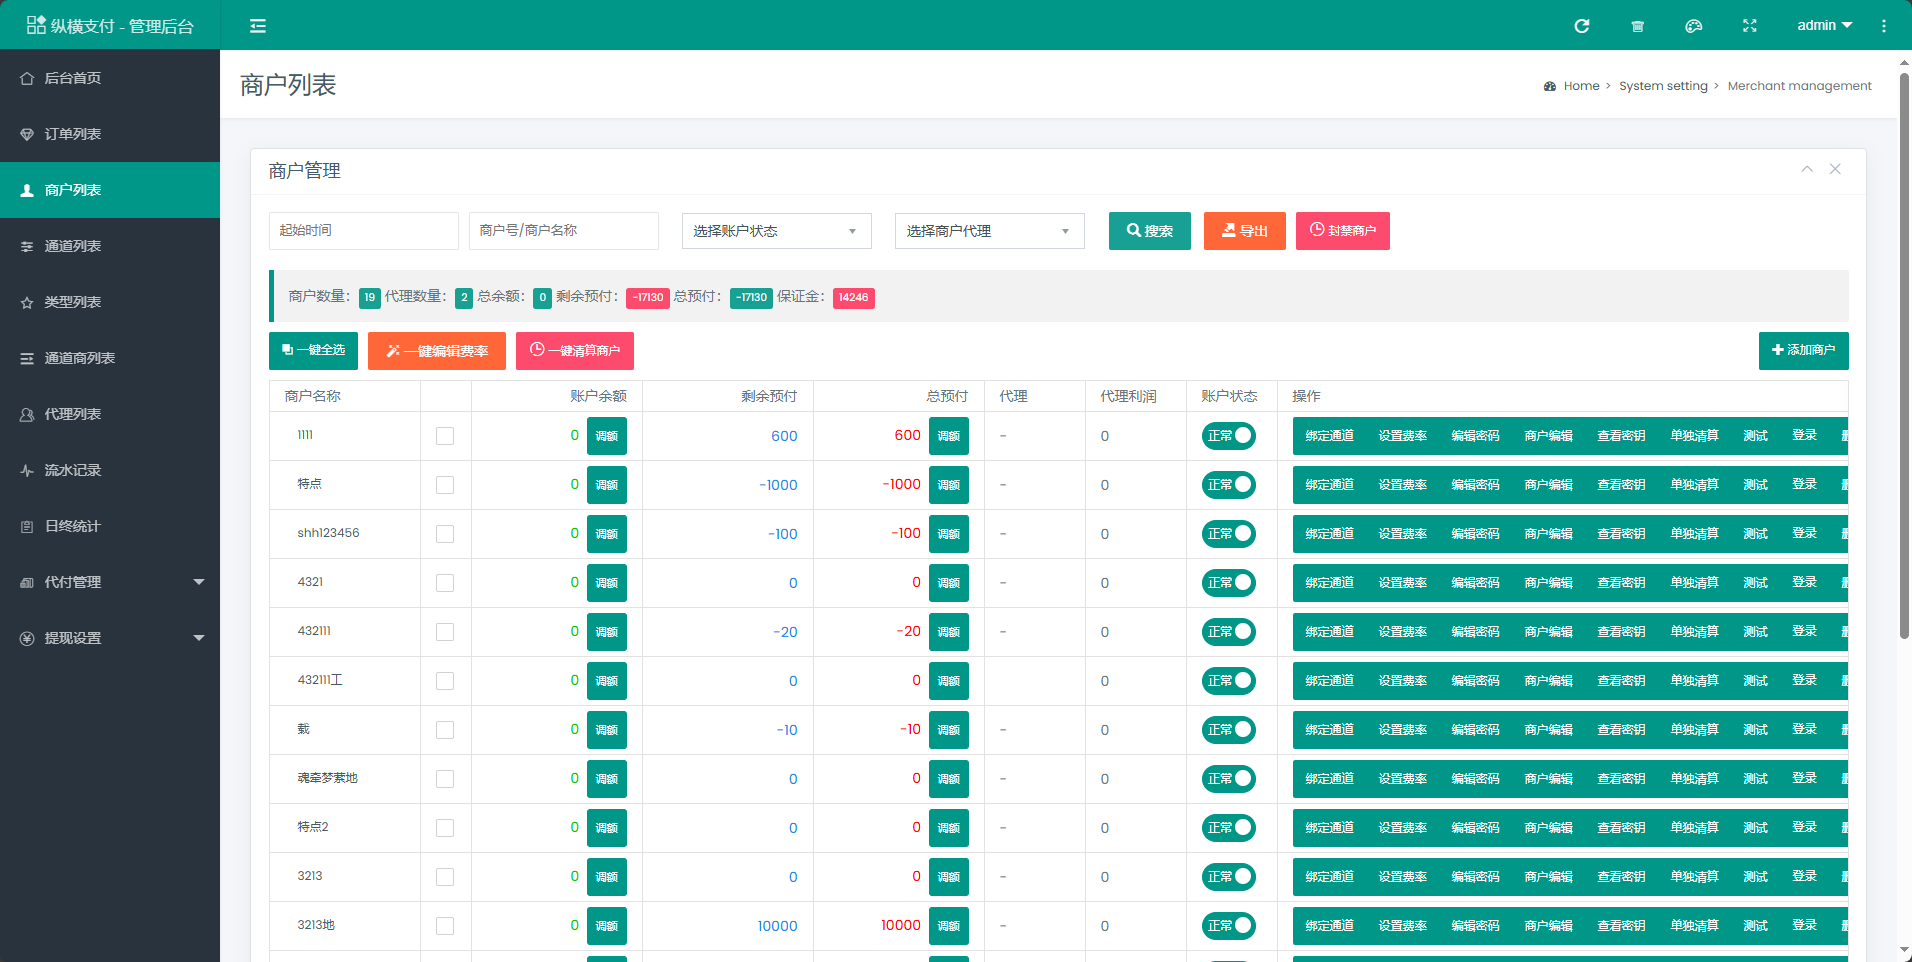 纵横支付 - 管理后台
admin
后台首页
订单列表
商户列表
通道列表
类型列表
通道商列表
代理列表
流水记录
日终统计
代付管理
提现设置
商户列表
Home > System setting > Merchant management
商户管理
起始时间 商户号/商户名称 选择账户状态 选择商户代理 搜索 导出 封禁商户
商户数量: 19 代理数量: 2 总余额: 0 剩余预付: -17130 总预付: -17130 保证金: 14246
一键全选 一键编辑费率 一键清算商户 添加商户
商户名称 账户余额 剩余预付 总预付 代理 代理利润 账户状态 操作
1111 0 调额 600 600 调额 - 0 正常 绑定通道 设置费率 编辑密码 商户编辑 查看密钥 单独清算 测试 登录
特点 0 调额 -1000 -1000 调额 - 0 正常 绑定通道 设置费率 编辑密码 商户编辑 查看密钥 单独清算 测试 登录
shh123456 0 调额 -100 -100 调额 - 0 正常 绑定通道 设置费率 编辑密码 商户编辑 查看密钥 单独清算 测试 登录
4321 0 调额 0 0 调额 - 0 正常 绑定通道 设置费率 编辑密码 商户编辑 查看密钥 单独清算 测试 登录
432111 0 调额 -20 -20 调额 - 0 正常 绑定通道 设置费率 编辑密码 商户编辑 查看密钥 单独清算 测试 登录
432111工 0 调额 0 0 调额 0 正常 绑定通道 设置费率 编辑密码 商户编辑 查看密钥 单独清算 测试 登录
载 0 调额 -10 -10 调额 - 0 正常 绑定通道 设置费率 编辑密码 商户编辑 查看密钥 单独清算 测试 登录
魂牵梦萦地 0 调额 0 0 调额 - 0 正常 绑定通道 设置费率 编辑密码 商户编辑 查看密钥 单独清算 测试 登录
特点2 0 调额 0 0 调额 - 0 正常 绑定通道 设置费率 编辑密码 商户编辑 查看密钥 单独清算 测试 登录
3213 0 调额 0 0 调额 - 0 正常 绑定通道 设置费率 编辑密码 商户编辑 查看密钥 单独清算 测试 登录
3213地 0 调额 10000 10000 调额 - 0 正常 绑定通道 设置费率 编辑密码 商户编辑 查看密钥 单独清算 测试 登录